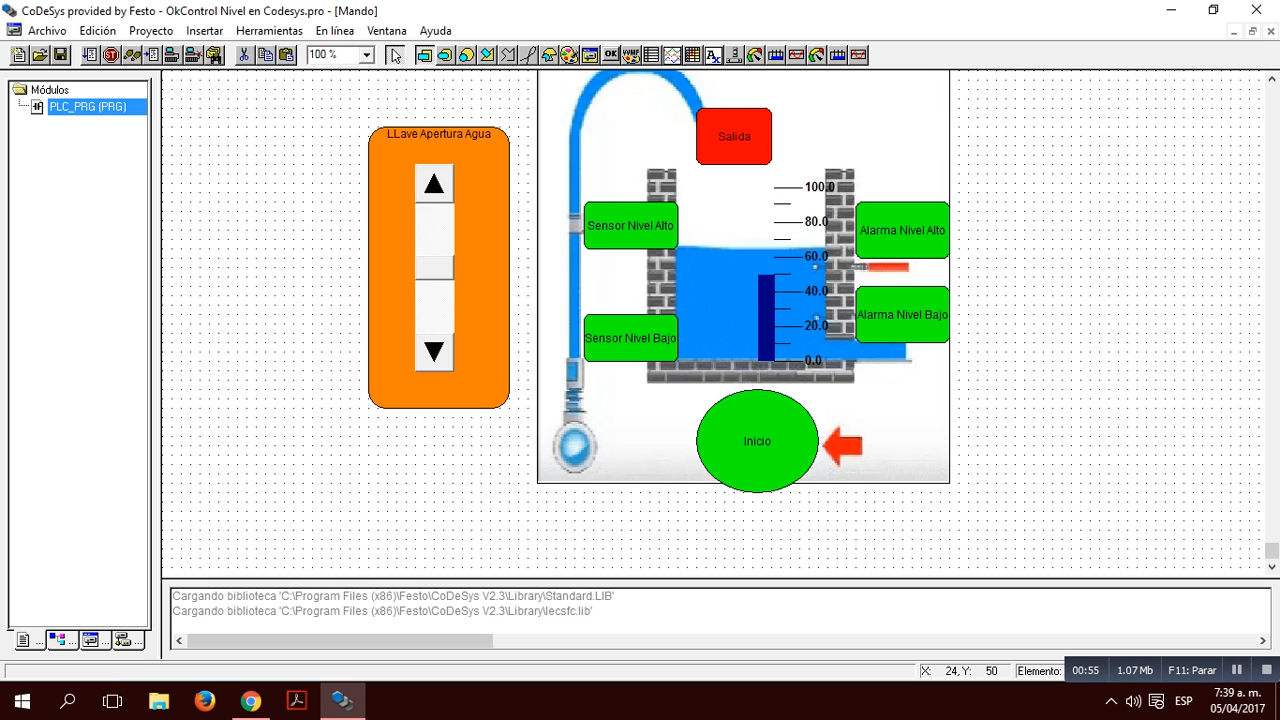 CoDeSys provided by Festo - OkControl Nivel en Codesys.pro - [Mando]
Archivo Edición Proyecto Insertar Herramientas En línea Ventana Ayuda
100 %
Módulos
PLC_PRG (PRG)
LLave Apertura Agua
Salida
100.0
80.0
60.0
40.0
20.0
0.0
Sensor Nivel Alto
Alarma Nivel Alto
Sensor Nivel Bajo
Alarma Nivel Bajo
Inicio
Cargando biblioteca 'C:\Program Files (x86)\Festo\CoDeSys V2.3\Library\Standard.LIB'
Cargando biblioteca 'C:\Program Files (x86)\Festo\CoDeSys V2.3\Library\Iecsfc.lib'
X: 24, Y: 50 Elemento: 00:55 1.07 Mb F11: Parar
ESP
7:39 a. m.
05/04/2017